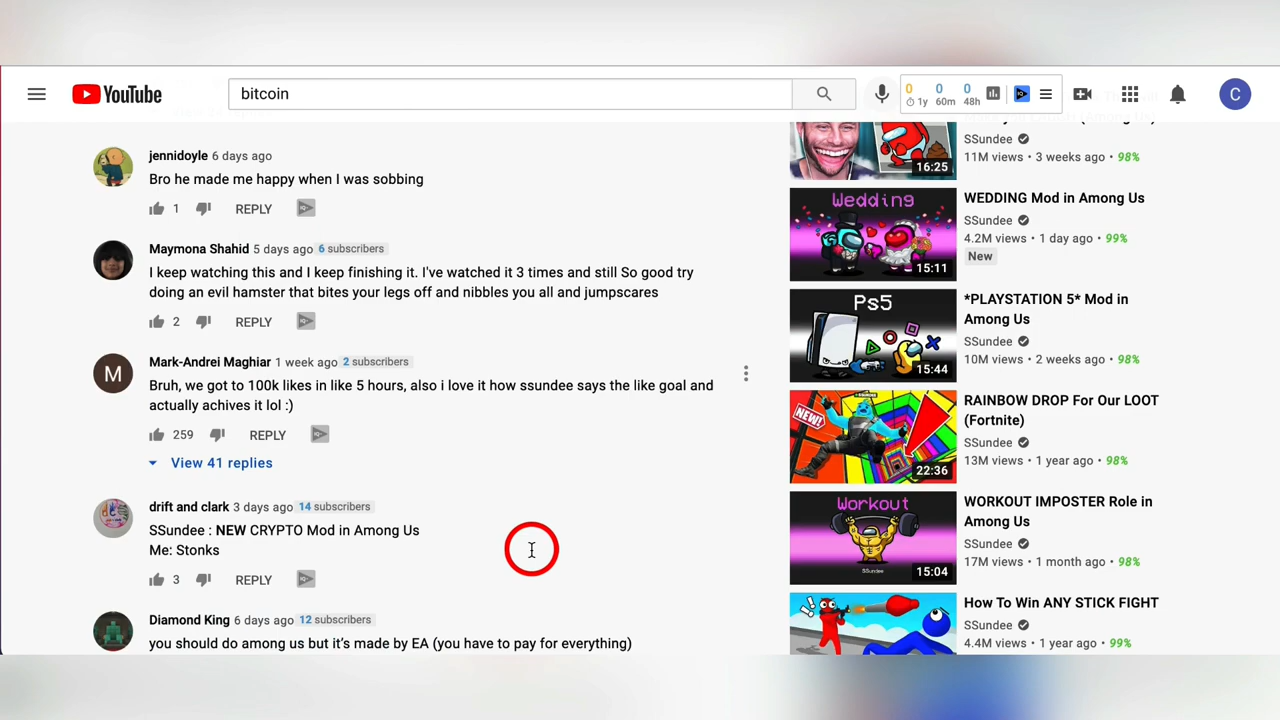 YouTube
bitcoin
0 0 0
1y 60m 48h
C
jennidoyle 6 days ago
Bro he made me happy when I was sobbing
1 REPLY
Maymona Shahid 5 days ago 6 subscribers
I keep watching this and I keep finishing it. I've watched it 3 times and still So good try
doing an evil hamster that bites your legs off and nibbles you all and jumpscares
2 REPLY
M
Mark-Andrei Maghiar 1 week ago 2 subscribers
Bruh, we got to 100k likes in like 5 hours, also i love it how ssundee says the like goal and
actually achives it lol :)
259 REPLY
View 41 replies
drift and clark 3 days ago 14 subscribers
SSundee : NEW CRYPTO Mod in Among Us
Me: Stonks
3 REPLY
Diamond King 6 days ago 12 subscribers
you should do among us but it's made by EA (you have to pay for everything)
16:25
SSundee
11M views • 3 weeks ago • 98%
Wedding
15:11
WEDDING Mod in Among Us
SSundee
4.2M views • 1 day ago • 99%
New
Ps5
15:44
*PLAYSTATION 5* Mod in
Among Us
SSundee
10M views • 2 weeks ago • 98%
NEW!
22:36
RAINBOW DROP For Our LOOT
(Fortnite)
SSundee
13M views • 1 year ago • 98%
Workout
SSundee
15:04
WORKOUT IMPOSTER Role in
Among Us
SSundee
17M views • 1 month ago • 98%
How To Win ANY STICK FIGHT
SSundee
4.4M views • 1 year ago • 99%